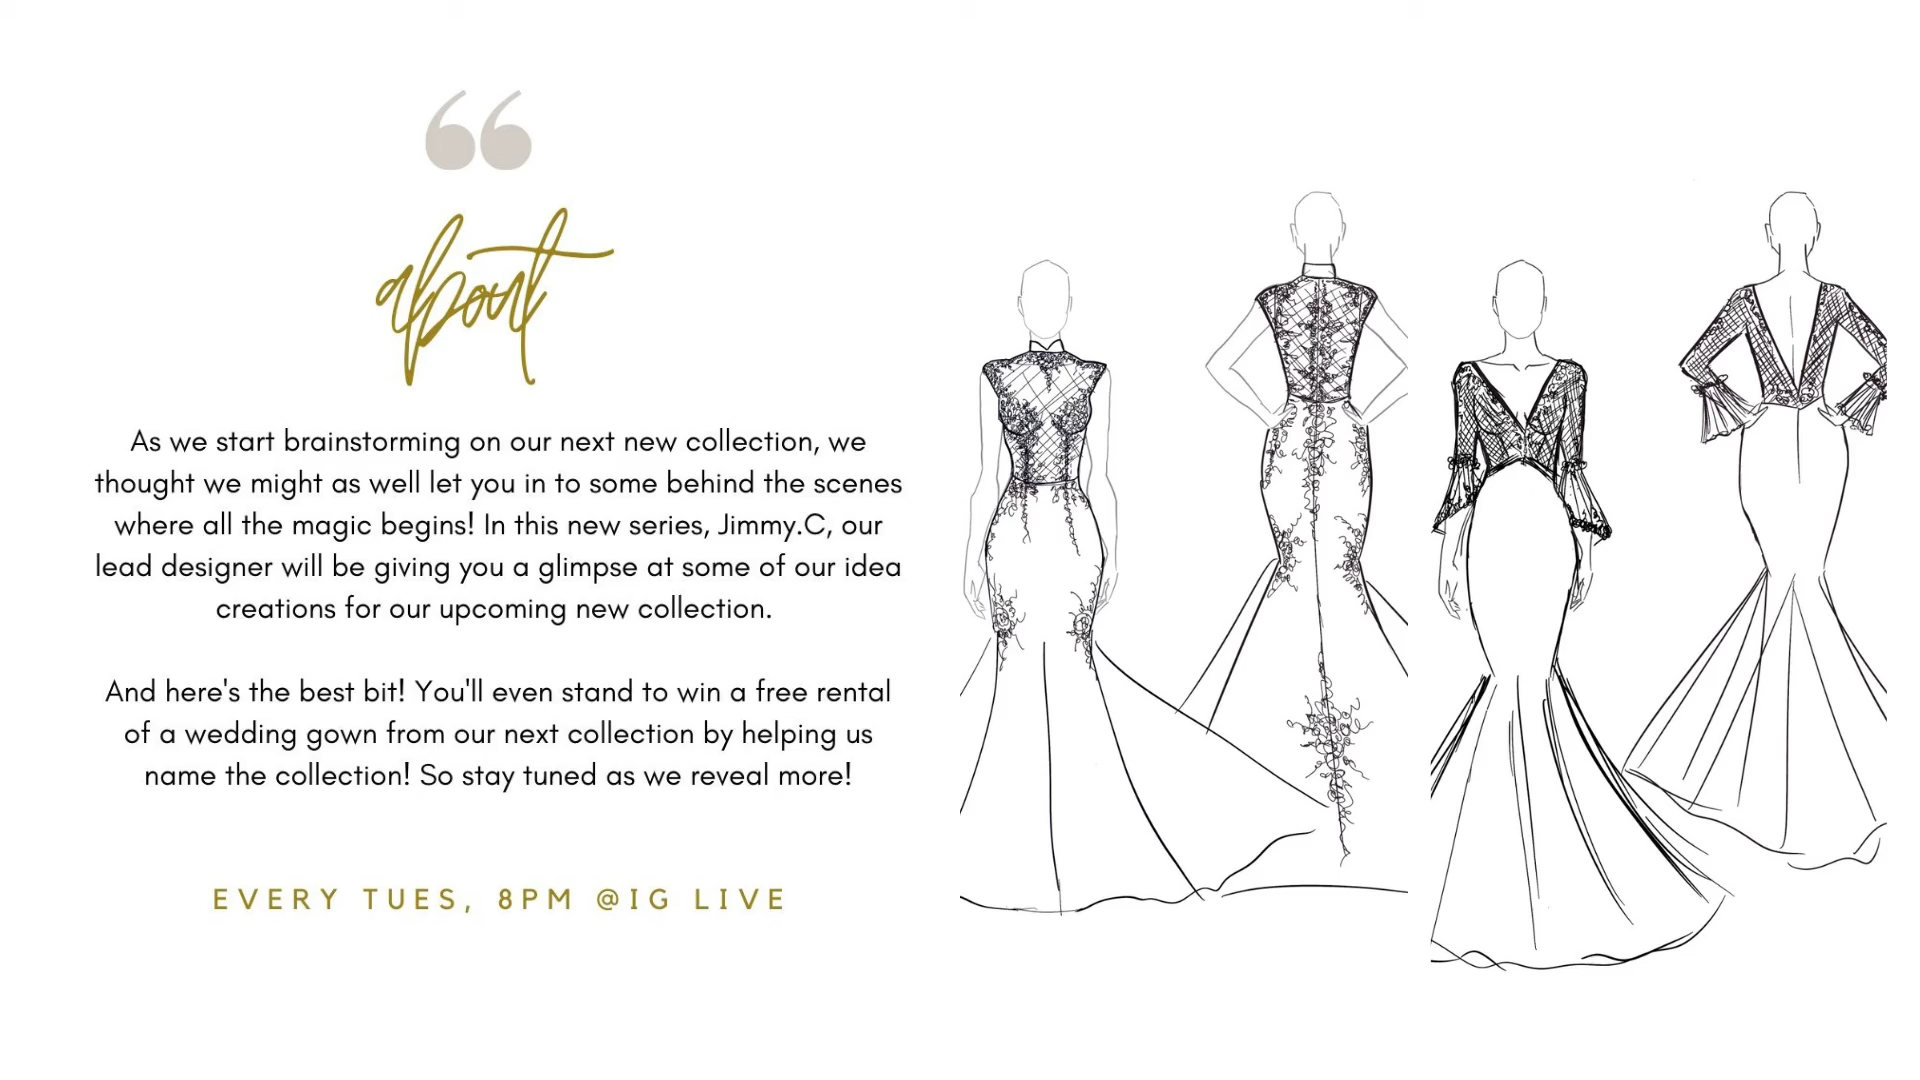 “
about
As we start brainstorming on our next new collection, we
thought we might as well let you in to some behind the scenes
where all the magic begins! In this new series, Jimmy.C, our
lead designer will be giving you a glimpse at some of our idea
creations for our upcoming new collection.
And here's the best bit! You'll even stand to win a free rental
of a wedding gown from our next collection by helping us
name the collection! So stay tuned as we reveal more!
EVERY TUES, 8PM @IG LIVE